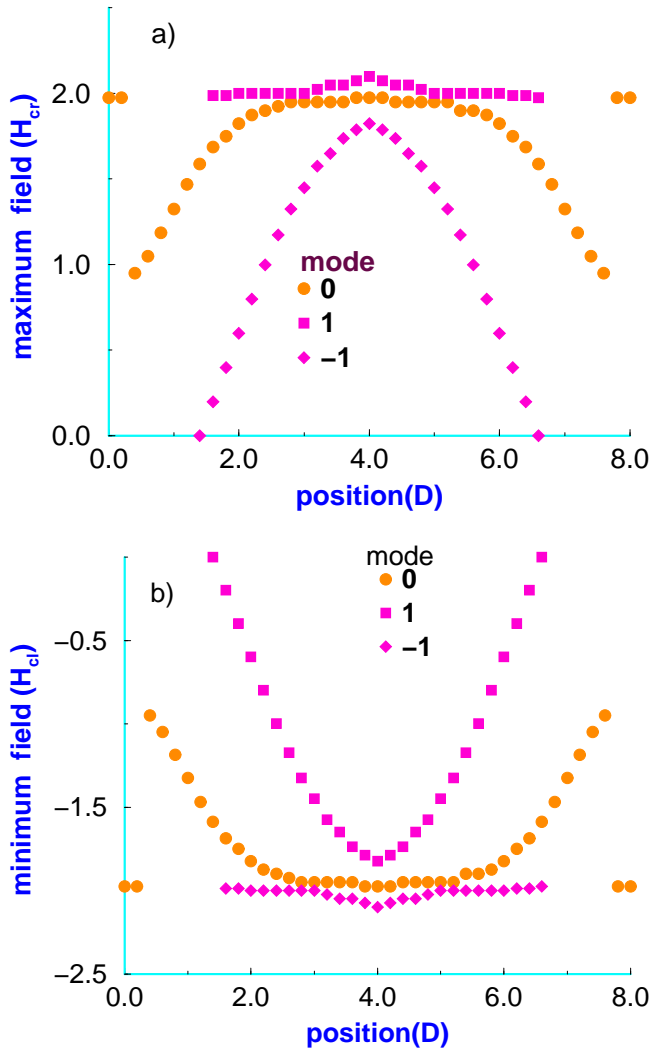 a)
2.0
1.0
0.0
maximum field (H_cr)
mode
0
1
−1
0.0 2.0 4.0 6.0 8.0
position(D)
mode
0
1
−1
b)
−0.5
−1.5
−2.5
minimum field (H_cl)
0.0 2.0 4.0 6.0 8.0
position(D)